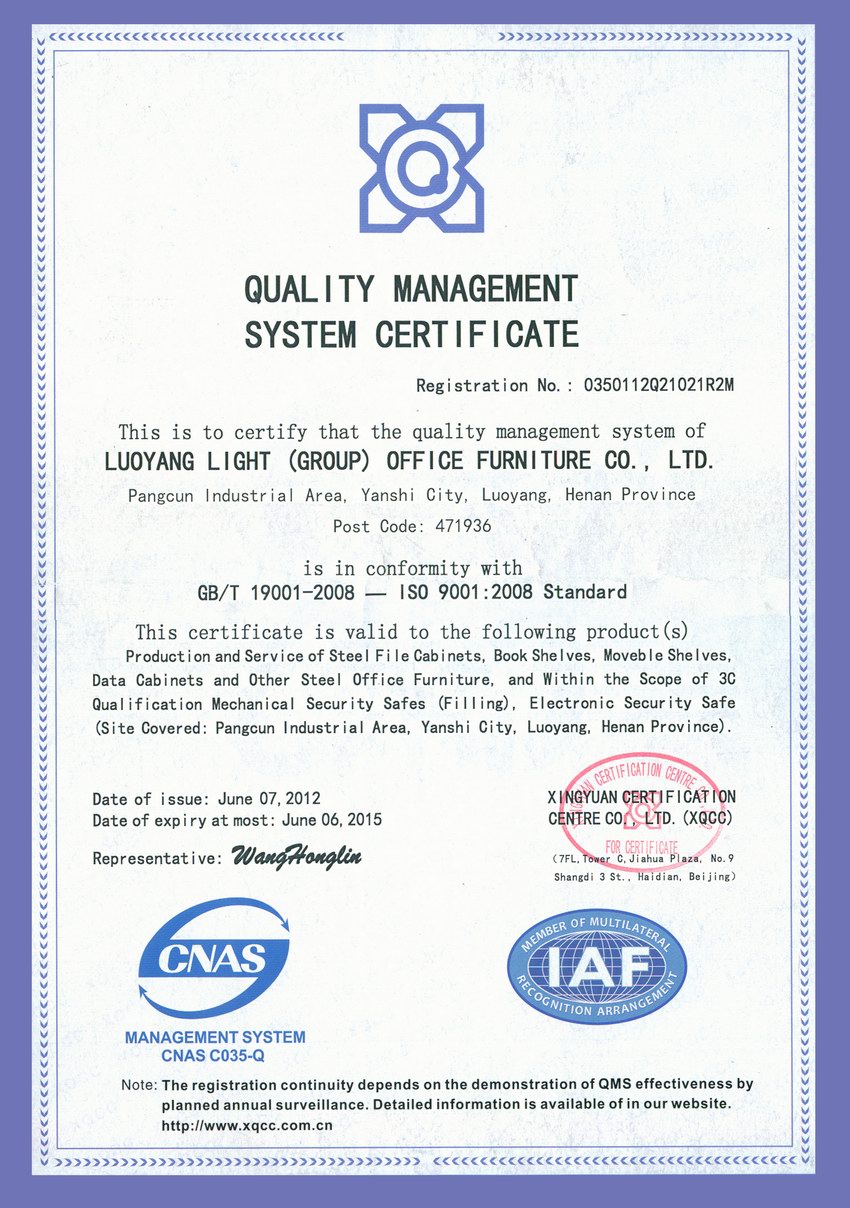 QUALITY MANAGEMENT
SYSTEM CERTIFICATE
Registration No.: 0350112Q21021R2M
This is to certify that the quality management system of
LUOYANG LIGHT (GROUP) OFFICE FURNITURE CO., LTD.
Pangcun Industrial Area, Yanshi City, Luoyang, Henan Province
Post Code: 471936
is in conformity with
GB/T 19001-2008 — ISO 9001:2008 Standard
This certificate is valid to the following product(s)
Production and Service of Steel File Cabinets, Book Shelves, Moveble Shelves,
Data Cabinets and Other Steel Office Furniture, and Within the Scope of 3C
Qualification Mechanical Security Safes (Filling), Electronic Security Safe
(Site Covered: Pangcun Industrial Area, Yanshi City, Luoyang, Henan Province).
Date of issue: June 07, 2012
Date of expiry at most: June 06, 2015
Representative: WangHonglin
XINGYUAN CERTIFICATION
CENTRE CO., LTD. (XQCC)
CERTIFICATION CENTRE
FOR CERTIFICATE
(7FL, Tower C, Jiahua Plaza, No.9
Shangdi 3 St., Haidian, Beijing)
CNAS
MANAGEMENT SYSTEM
CNAS C035-Q
MEMBER OF MULTILATERAL
IAF
RECOGNITION ARRANGEMENT
Note: The registration continuity depends on the demonstration of QMS effectiveness by
planned annual surveillance. Detailed information is available of in our website.
http://www.xqcc.com.cn